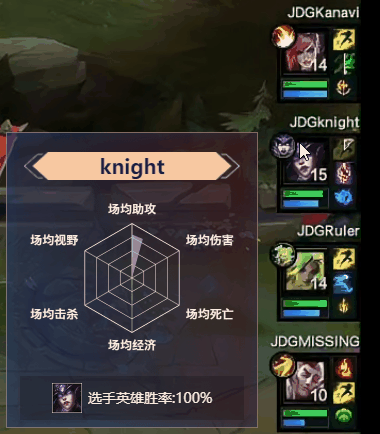 JDGKanavi
14
JDGknight
15
JDGRuler
14
JDGMISSING
10
knight
场均助攻
场均视野
场均伤害
场均击杀
场均死亡
场均经济
选手英雄胜率:100%